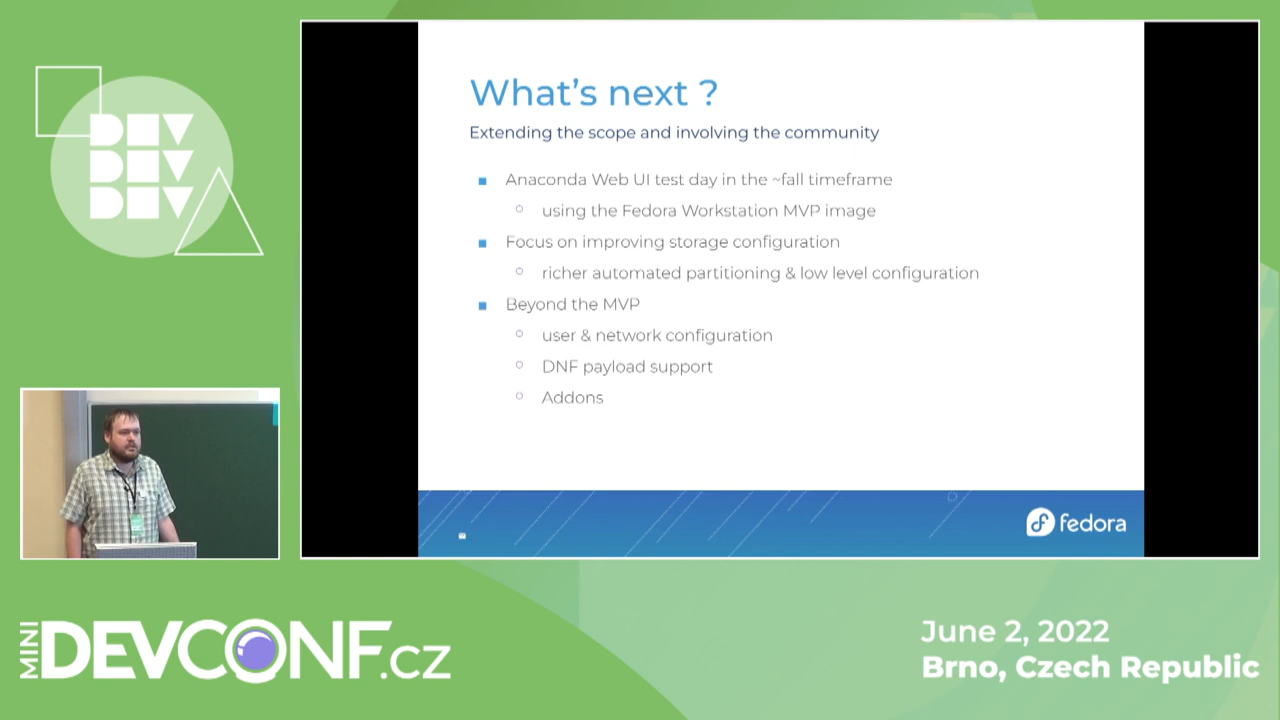 DEV
DEV
DEV
What's next ?
Extending the scope and involving the community
Anaconda Web UI test day in the ~fall timeframe
using the Fedora Workstation MVP image
Focus on improving storage configuration
richer automated partitioning & low level configuration
Beyond the MVP
user & network configuration
DNF payload support
Addons
fedora
MINI DEVCONF.CZ
June 2, 2022
Brno, Czech Republic